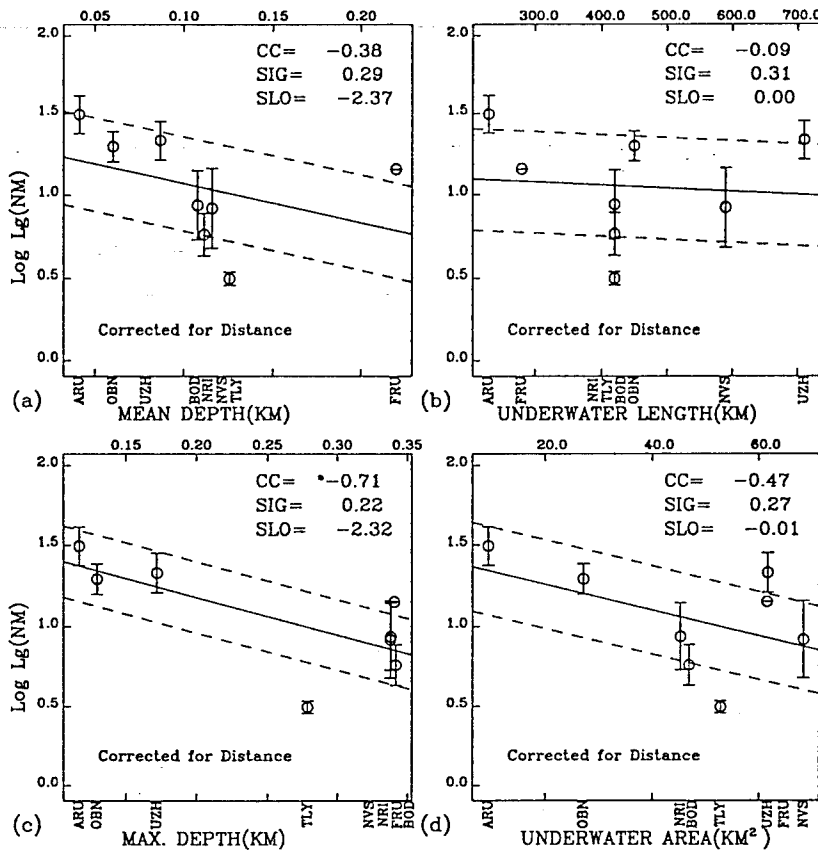 0.05 0.10 0.15 0.20
2.0
1.5
1.0
0.5
0.0
Log Lg(NM)
CC= -0.38
SIG= 0.29
SLO= -2.37
Corrected for Distance
ARU OBN UZH BOD NRI NVS TLY FRU
(a) MEAN DEPTH(KM)
200.0 300.0 400.0 500.0 600.0 700.0
2.0
1.5
1.0
0.5
0.0
CC= -0.09
SIG= 0.31
SLO= 0.00
Corrected for Distance
ARU FRU NRI TLY BOD OBN NVS UZH
(b) UNDERWATER LENGTH(KM)
0.10 0.15 0.20 0.25 0.30 0.35
2.0
1.5
1.0
0.5
0.0
Log Lg(NM)
CC= -0.71
SIG= 0.22
SLO= -2.32
Corrected for Distance
ARU OBN UZH TLY NVS NRI FRU BOD
(c) MAX. DEPTH(KM)
20.0 40.0 60.0
2.0
1.5
1.0
0.5
0.0
CC= -0.47
SIG= 0.27
SLO= -0.01
Corrected for Distance
ARU OBN NRI BOD TLY UZH FRU NVS
(d) UNDERWATER AREA(KM²)